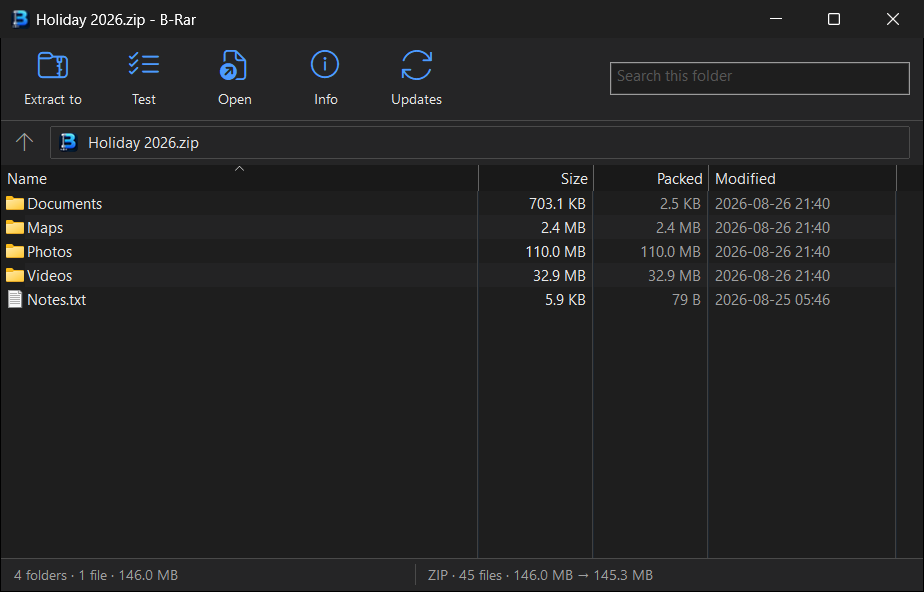 Holiday 2026.zip - B-Rar
Extract to Test Open Info Updates
Search this folder
Holiday 2026.zip
Name Size Packed Modified
Documents 703.1 KB 2.5 KB 2026-08-26 21:40
Maps 2.4 MB 2.4 MB 2026-08-26 21:40
Photos 110.0 MB 110.0 MB 2026-08-26 21:40
Videos 32.9 MB 32.9 MB 2026-08-26 21:40
Notes.txt 5.9 KB 79 B 2026-08-25 05:46
4 folders · 1 file · 146.0 MB ZIP · 45 files · 146.0 MB → 145.3 MB